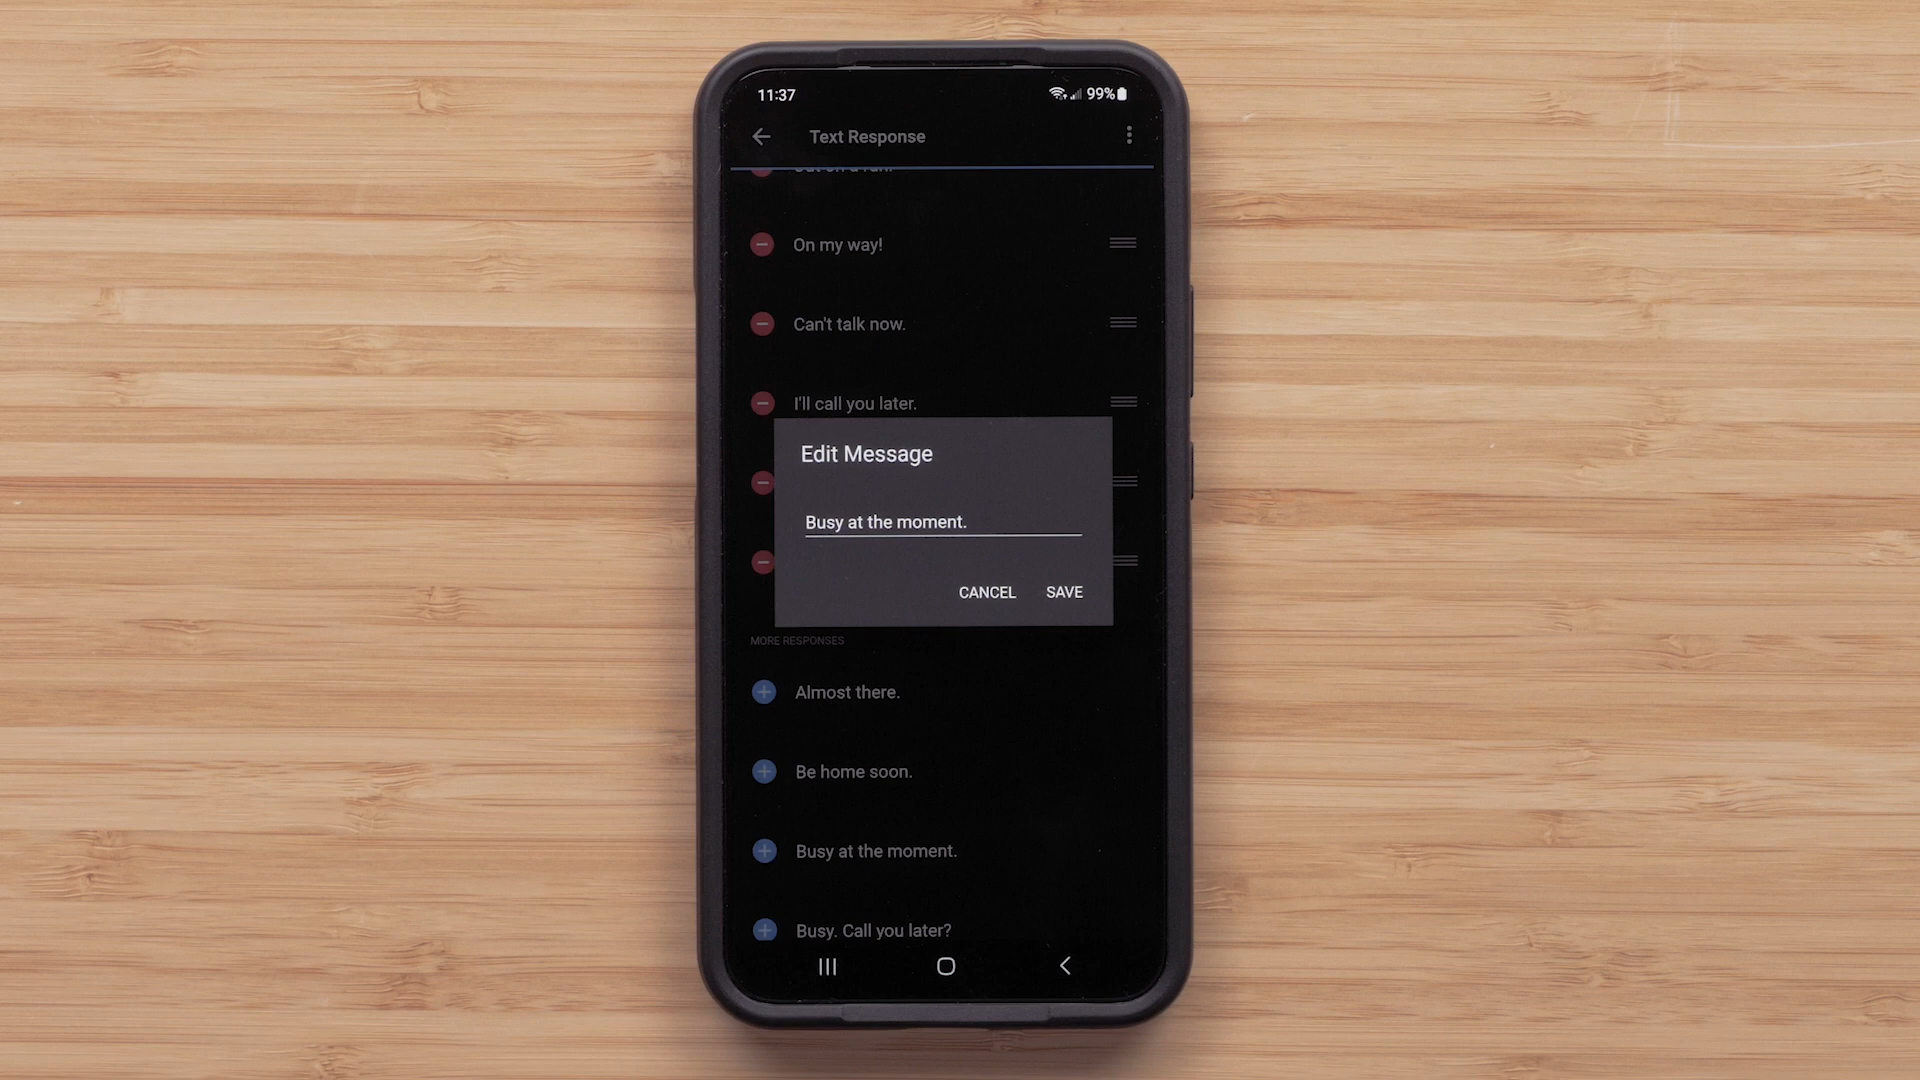 11:37
99%
Text Response
On my way!
Can't talk now.
I'll call you later.
Edit Message
Busy at the moment.
CANCEL SAVE
MORE RESPONSES
Almost there.
Be home soon.
Busy at the moment.
Busy. Call you later?